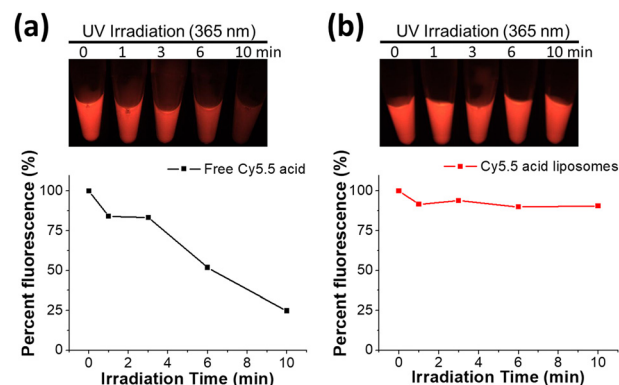 (a)
UV Irradiation (365 nm)
0 1 3 6 10 min
Free Cy5.5 acid
Percent fluorescence (%)
100
75
50
25
0
0 2 4 6 8 10
Irradiation Time (min)
(b)
UV Irradiation (365 nm)
0 1 3 6 10 min
Cy5.5 acid liposomes
Percent fluorescence (%)
100
75
50
25
0
0 2 4 6 8 10
Irradiation Time (min)